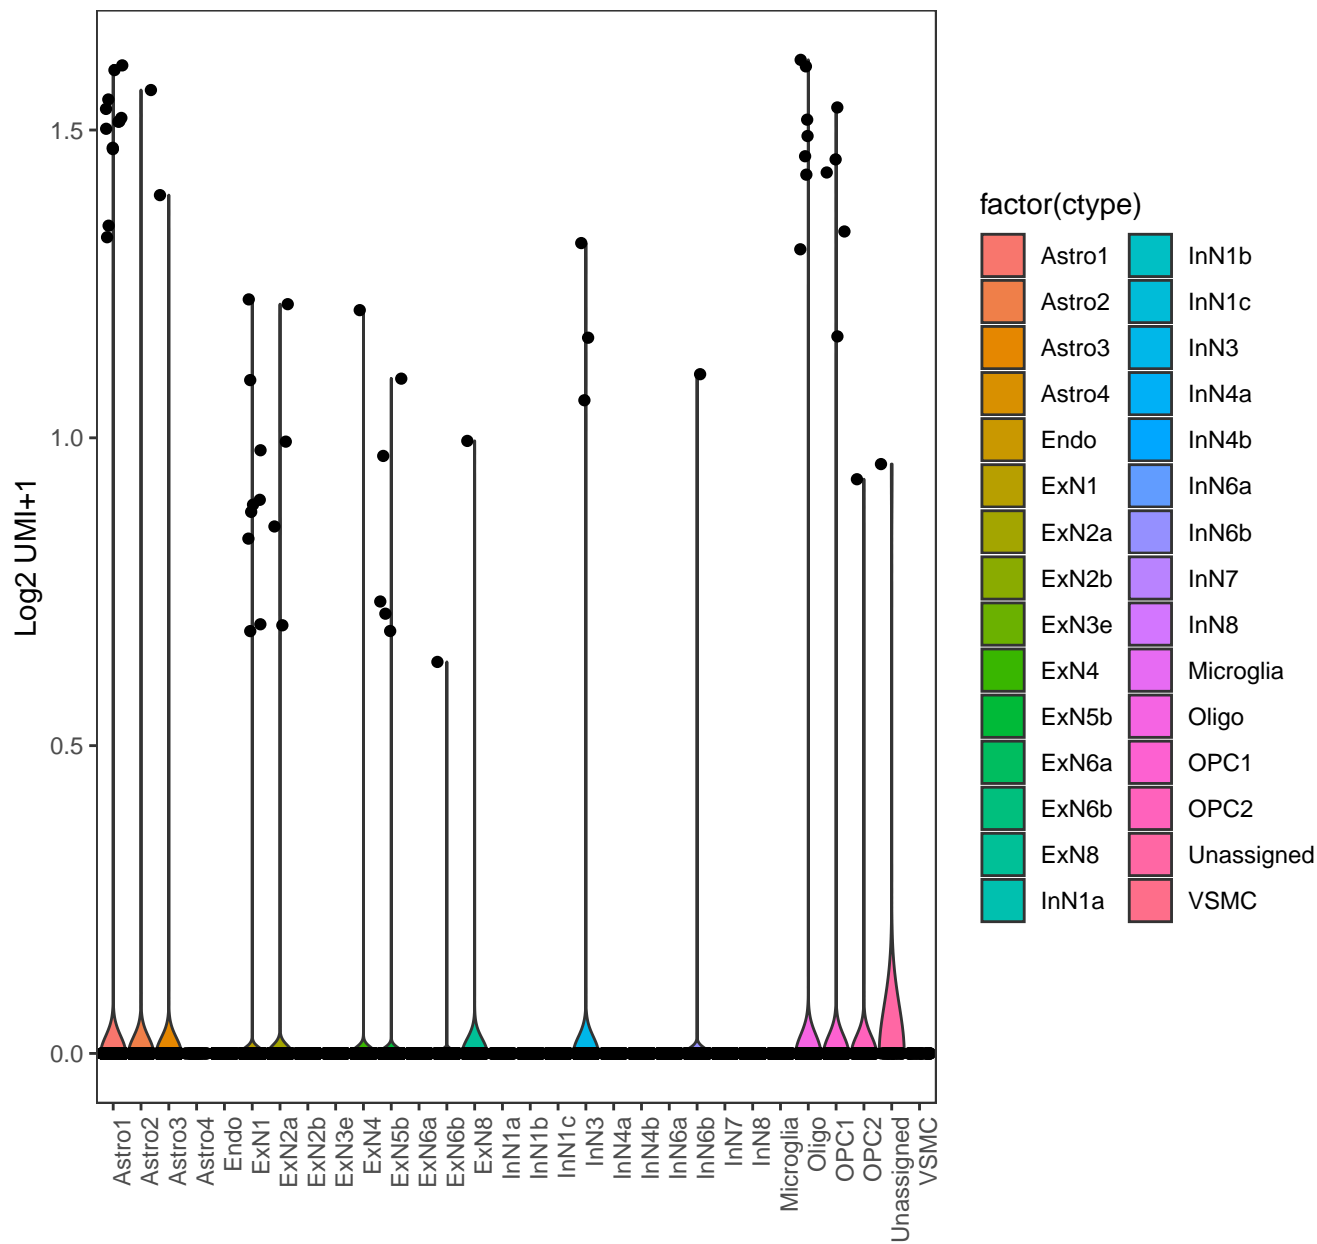 Log2 UMI+1
1.5
1.0
0.5
0.0
Astro1
Astro2
Astro3
Astro4
Endo
ExN1
ExN2a
ExN2b
ExN3e
ExN4
ExN5b
ExN6a
ExN6b
ExN8
InN1a
InN1b
InN1c
InN3
InN4a
InN4b
InN6a
InN6b
InN7
InN8
Microglia
Oligo
OPC1
OPC2
Unassigned
VSMC
factor(ctype)
Astro1
Astro2
Astro3
Astro4
Endo
ExN1
ExN2a
ExN2b
ExN3e
ExN4
ExN5b
ExN6a
ExN6b
ExN8
InN1a
InN1b
InN1c
InN3
InN4a
InN4b
InN6a
InN6b
InN7
InN8
Microglia
Oligo
OPC1
OPC2
Unassigned
VSMC